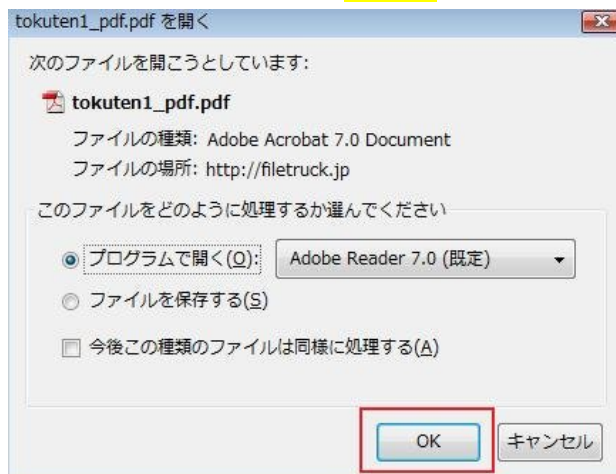 tokuten1_pdf.pdf を開く
次のファイルを開こうとしています:
tokuten1_pdf.pdf
ファイルの種類: Adobe Acrobat 7.0 Document
ファイルの場所: http://filetruck.jp
このファイルをどのように処理するか選んでください
プログラムで開く(O): Adobe Reader 7.0 (既定)
ファイルを保存する(S)
今後この種類のファイルは同様に処理する(A)
OK キャンセル